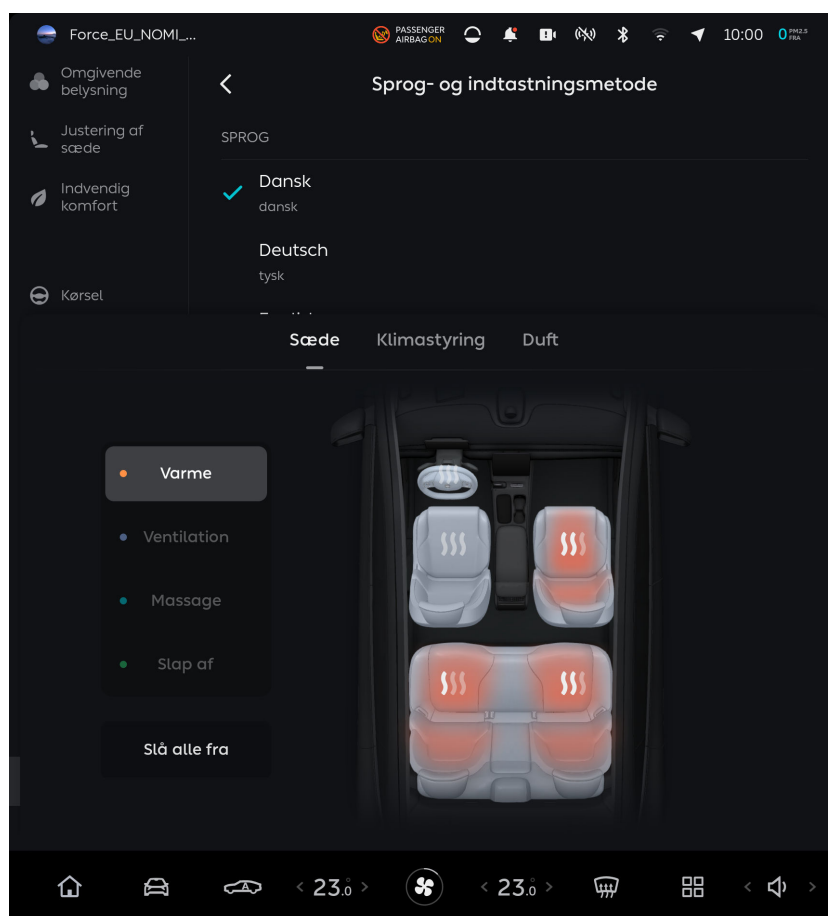 Force_EU_NOMI_...
PASSENGER
AIRBAG ON
10:00
0 PM2.5
FRA
Omgivende
belysning
Justering af
sæde
Indvendig
komfort
Kørsel
Sprog- og indtastningsmetode
SPROG
Dansk
dansk
Deutsch
tysk
Sæde
Klimastyring
Duft
Varme
Ventilation
Massage
Slap af
Slå alle fra
A
< 23.0° >
< 23.0° >